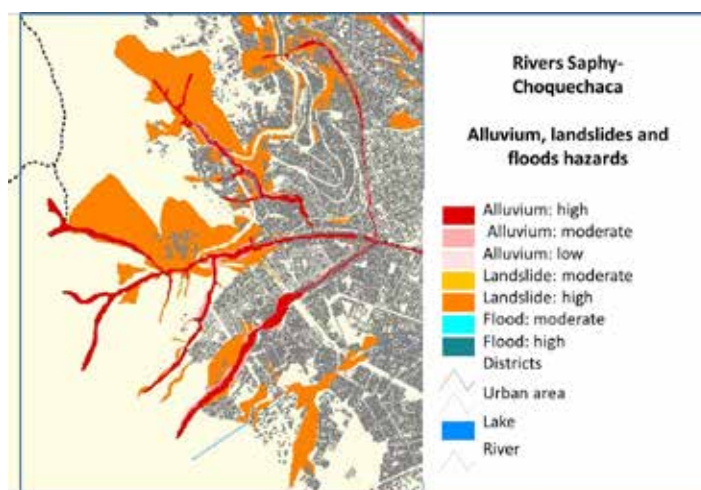 Rivers Saphy-
Choquechaca
Alluvium, landslides and
floods hazards
Alluvium: high
Alluvium: moderate
Alluvium: low
Landslide: moderate
Landslide: high
Flood: moderate
Flood: high
Districts
Urban area
Lake
River